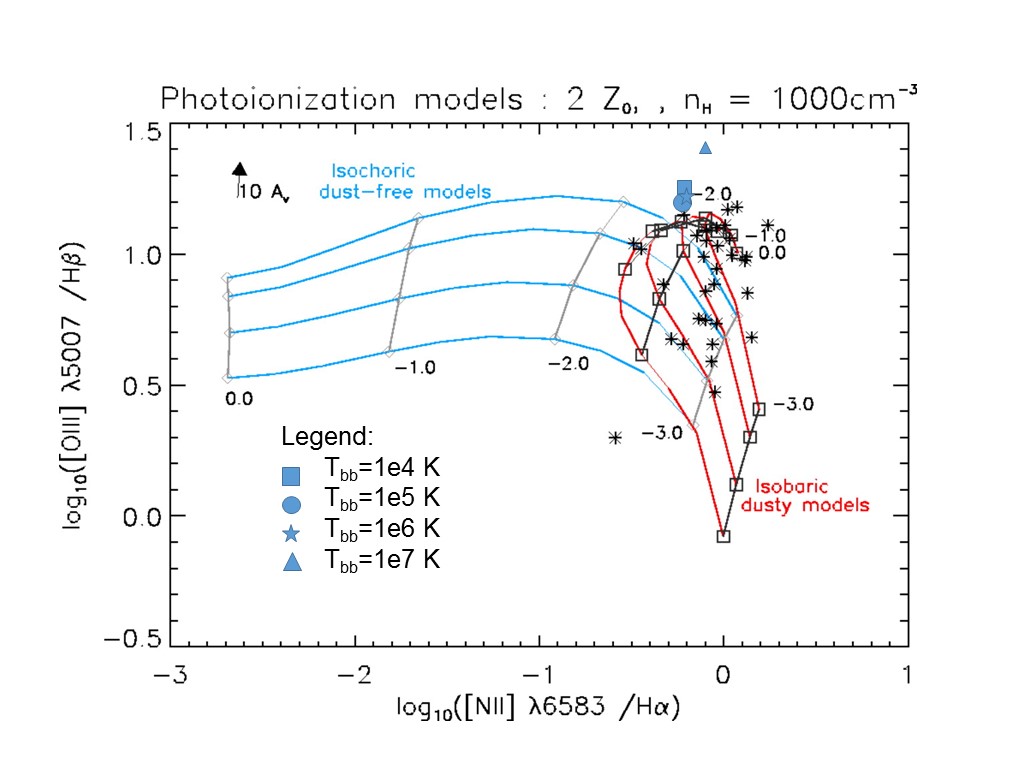 Photoionization models : 2 Z₀, , n_H = 1000cm⁻³
1.5
Isochoric
dust-free models
10 Aᵥ
-2.0
1.0
-1.0
0.0
-1.0
-2.0
0.5
0.0
-3.0
-3.0
Legend:
T_bb=1e4 K
T_bb=1e5 K
T_bb=1e6 K
T_bb=1e7 K
Isobaric
dusty models
0.0
-0.5
-3 -2 -1 0 1
log₁₀([NII] λ6583 /Hα)
log₁₀([OIII] λ5007 /Hβ)